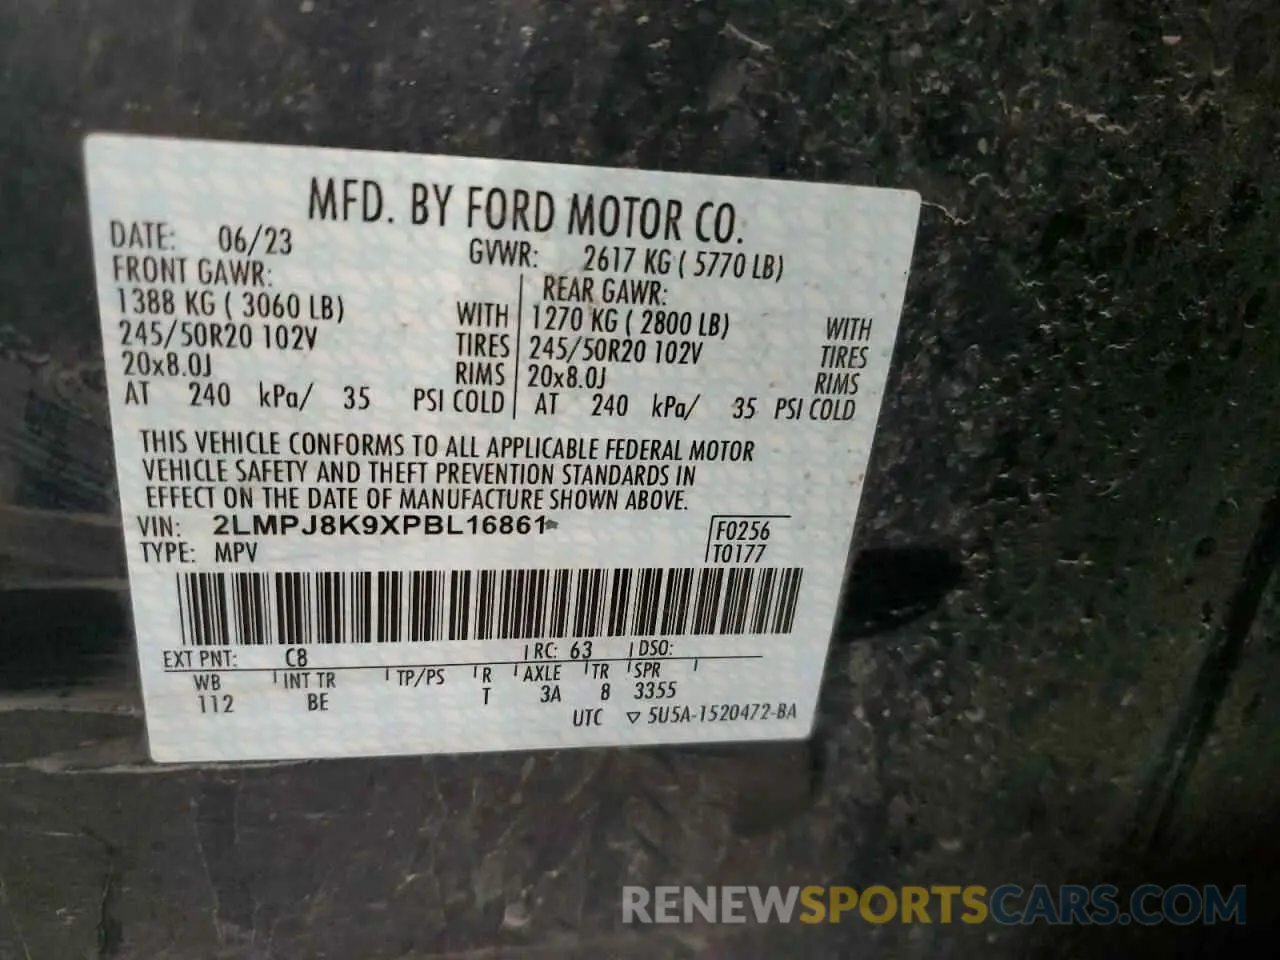 MFD. BY FORD MOTOR CO.
DATE: 06/23 GVWR: 2617 KG ( 5770 LB)
FRONT GAWR: REAR GAWR:
1388 KG ( 3060 LB) WITH 1270 KG ( 2800 LB) WITH
245/50R20 102V TIRES 245/50R20 102V TIRES
20x8.0J RIMS 20x8.0J RIMS
AT 240 kPa/ 35 PSI COLD AT 240 kPa/ 35 PSI COLD
THIS VEHICLE CONFORMS TO ALL APPLICABLE FEDERAL MOTOR
VEHICLE SAFETY AND THEFT PREVENTION STANDARDS IN
EFFECT ON THE DATE OF MANUFACTURE SHOWN ABOVE.
VIN: 2LMPJ8K9XPBL16861 F0256
TYPE: MPV T0177
EXT PNT: C8 RC: 63 DSO:
WB INT TR TP/PS R AXLE TR SPR
112 BE T 3A 8 3355
UTC ▽ 5U5A-1520472-BA
RENEWSPORTSCARS.COM